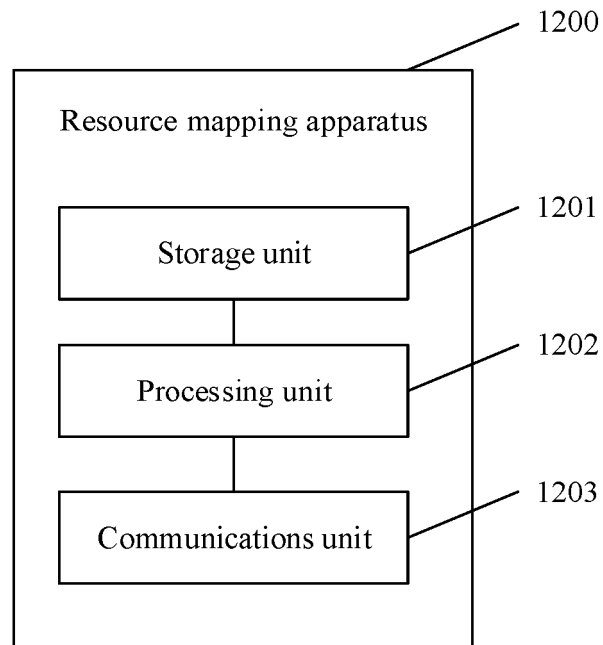 1200
Resource mapping apparatus
1201
Storage unit
1202
Processing unit
1203
Communications unit